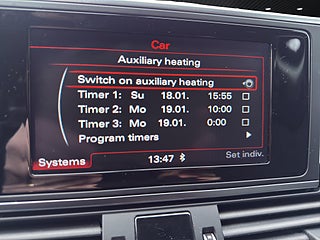 Car
Auxiliary heating
Switch on auxiliary heating
Timer 1: Su 18.01. 15:55
Timer 2: Mo 19.01. 10:00
Timer 3: Mo 19.01. 0:00
Program timers
Systems 13:47 Set indiv.